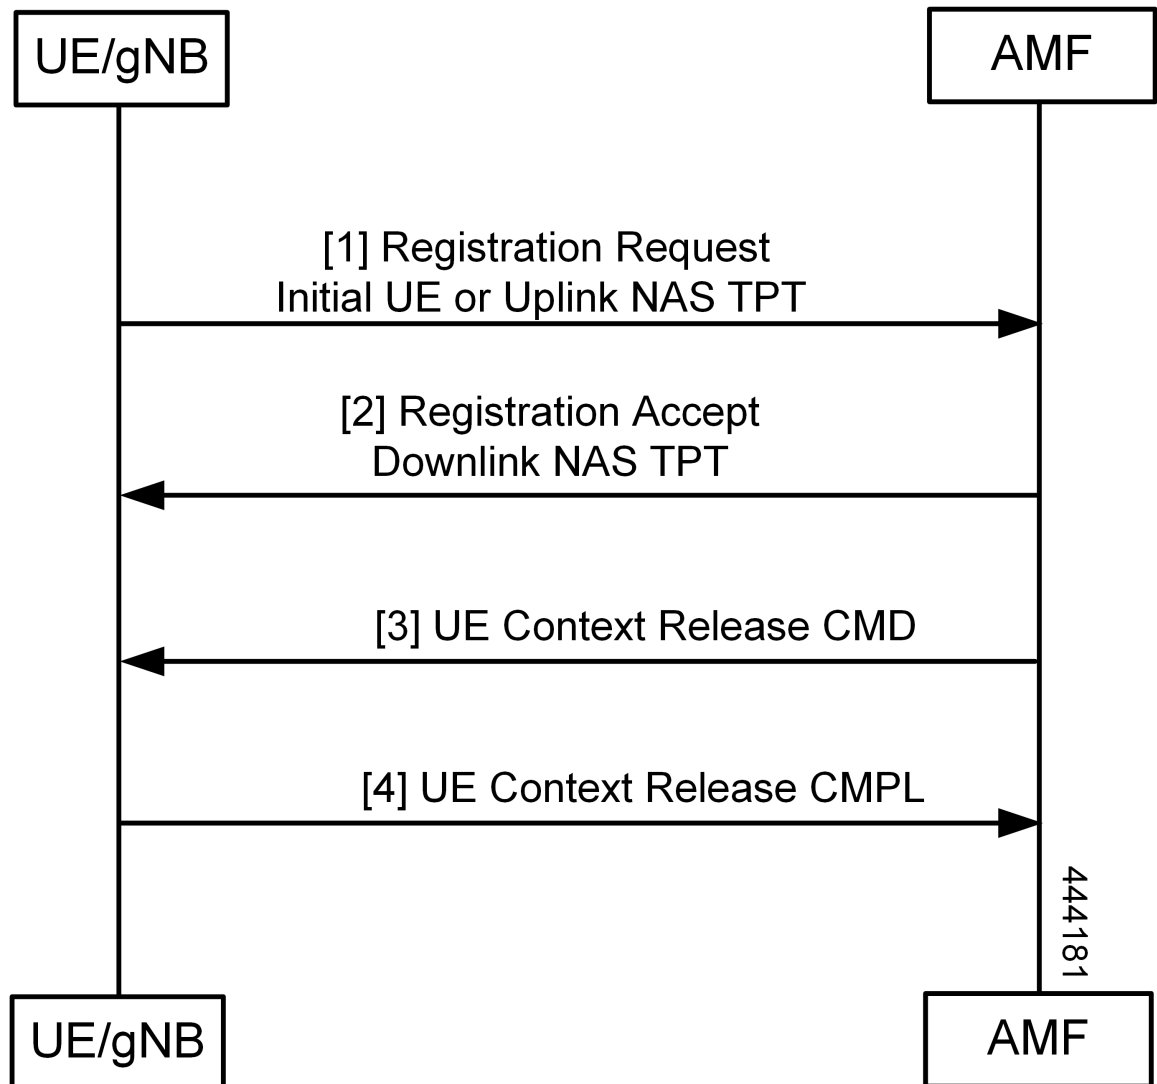 UE/gNB
AMF
[1] Registration Request
Initial UE or Uplink NAS TPT
[2] Registration Accept
Downlink NAS TPT
[3] UE Context Release CMD
[4] UE Context Release CMPL
444181
UE/gNB
AMF